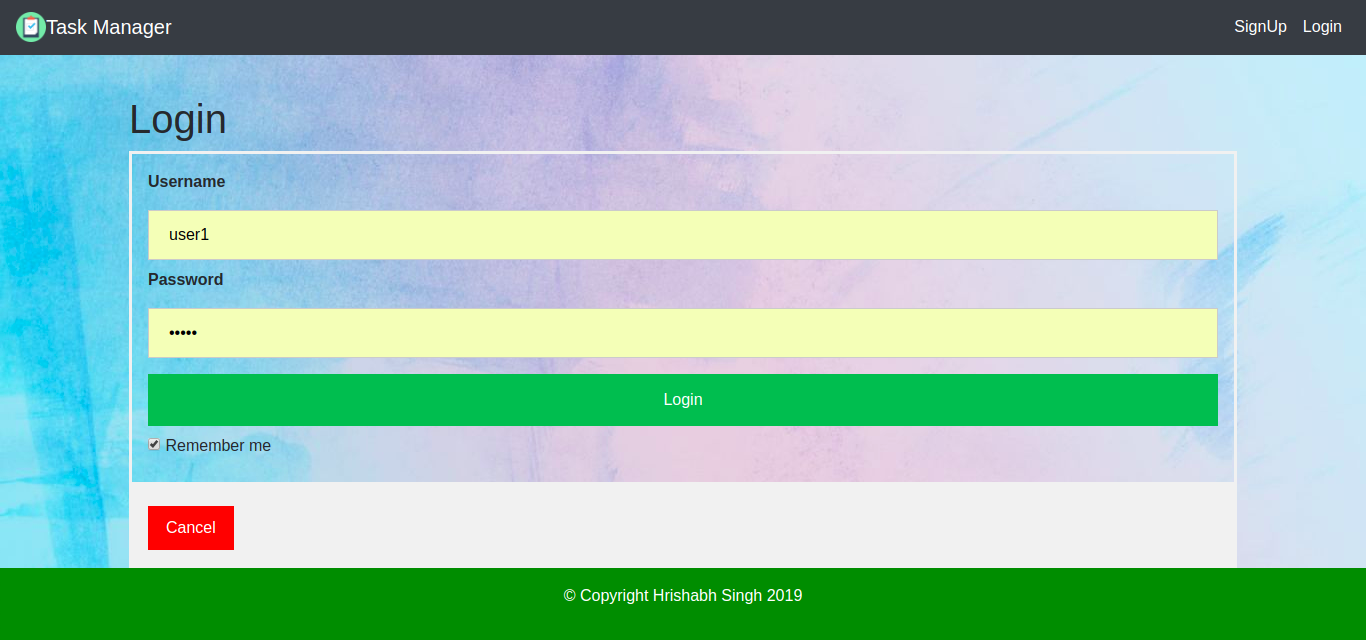 Task Manager
SignUp Login
Login
Username
user1
Password
•••••
Login
Remember me
Cancel
© Copyright Hrishabh Singh 2019